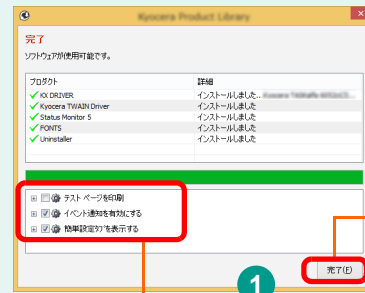 Kyocera Product Library
完了
ソフトウェアが使用可能です。
プロダクト 詳細
KX DRIVER インストールしました...
Kyocera TWAIN Driver インストールしました
Status Monitor 5 インストールしました
FONTS インストールしました
Uninstaller インストールしました
テスト ページを印刷
イベント通知を有効にする
簡単設定ﾀﾌﾞを表示する
完了(F)
1